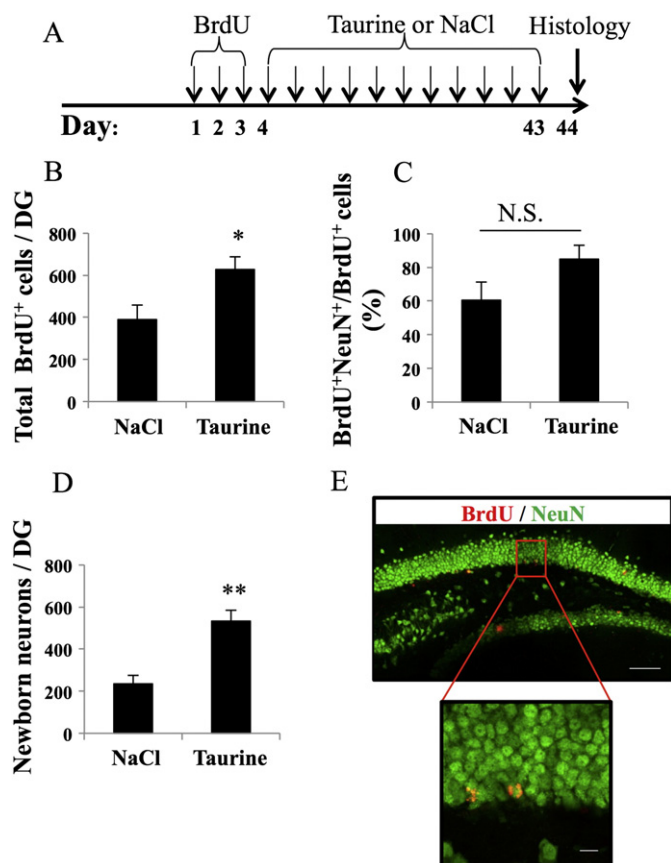 A
BrdU
Taurine or NaCl
Histology
Day:
1 2 3 4 43 44
B
Total BrdU⁺ cells / DG
800
600
400
200
0
*
NaCl Taurine
C
BrdU⁺NeuN⁺/BrdU⁺ cells
(%)
100
80
60
40
20
0
N.S.
NaCl Taurine
D
Newborn neurons / DG
800
600
400
200
0
**
NaCl Taurine
E
BrdU / NeuN